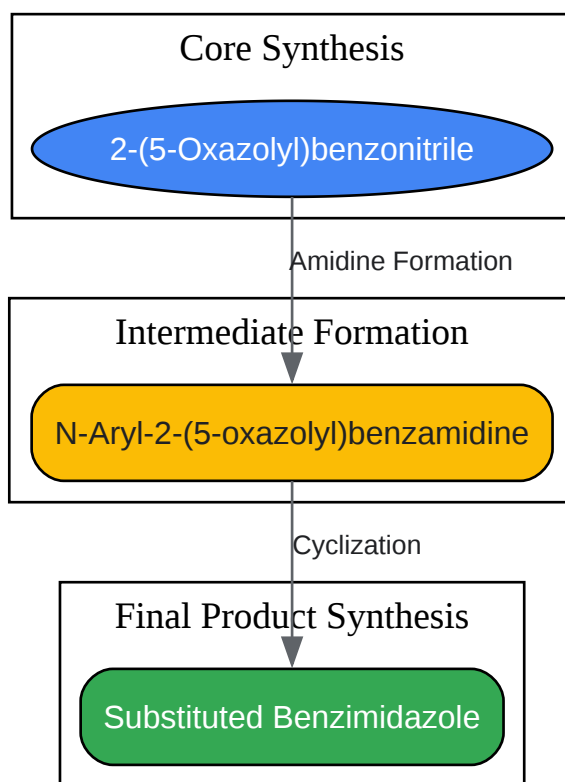 Core Synthesis
2-(5-Oxazolyl)benzonitrile
Amidine Formation
Intermediate Formation
N-Aryl-2-(5-oxazolyl)benzamidine
Cyclization
Final Product Synthesis
Substituted Benzimidazole